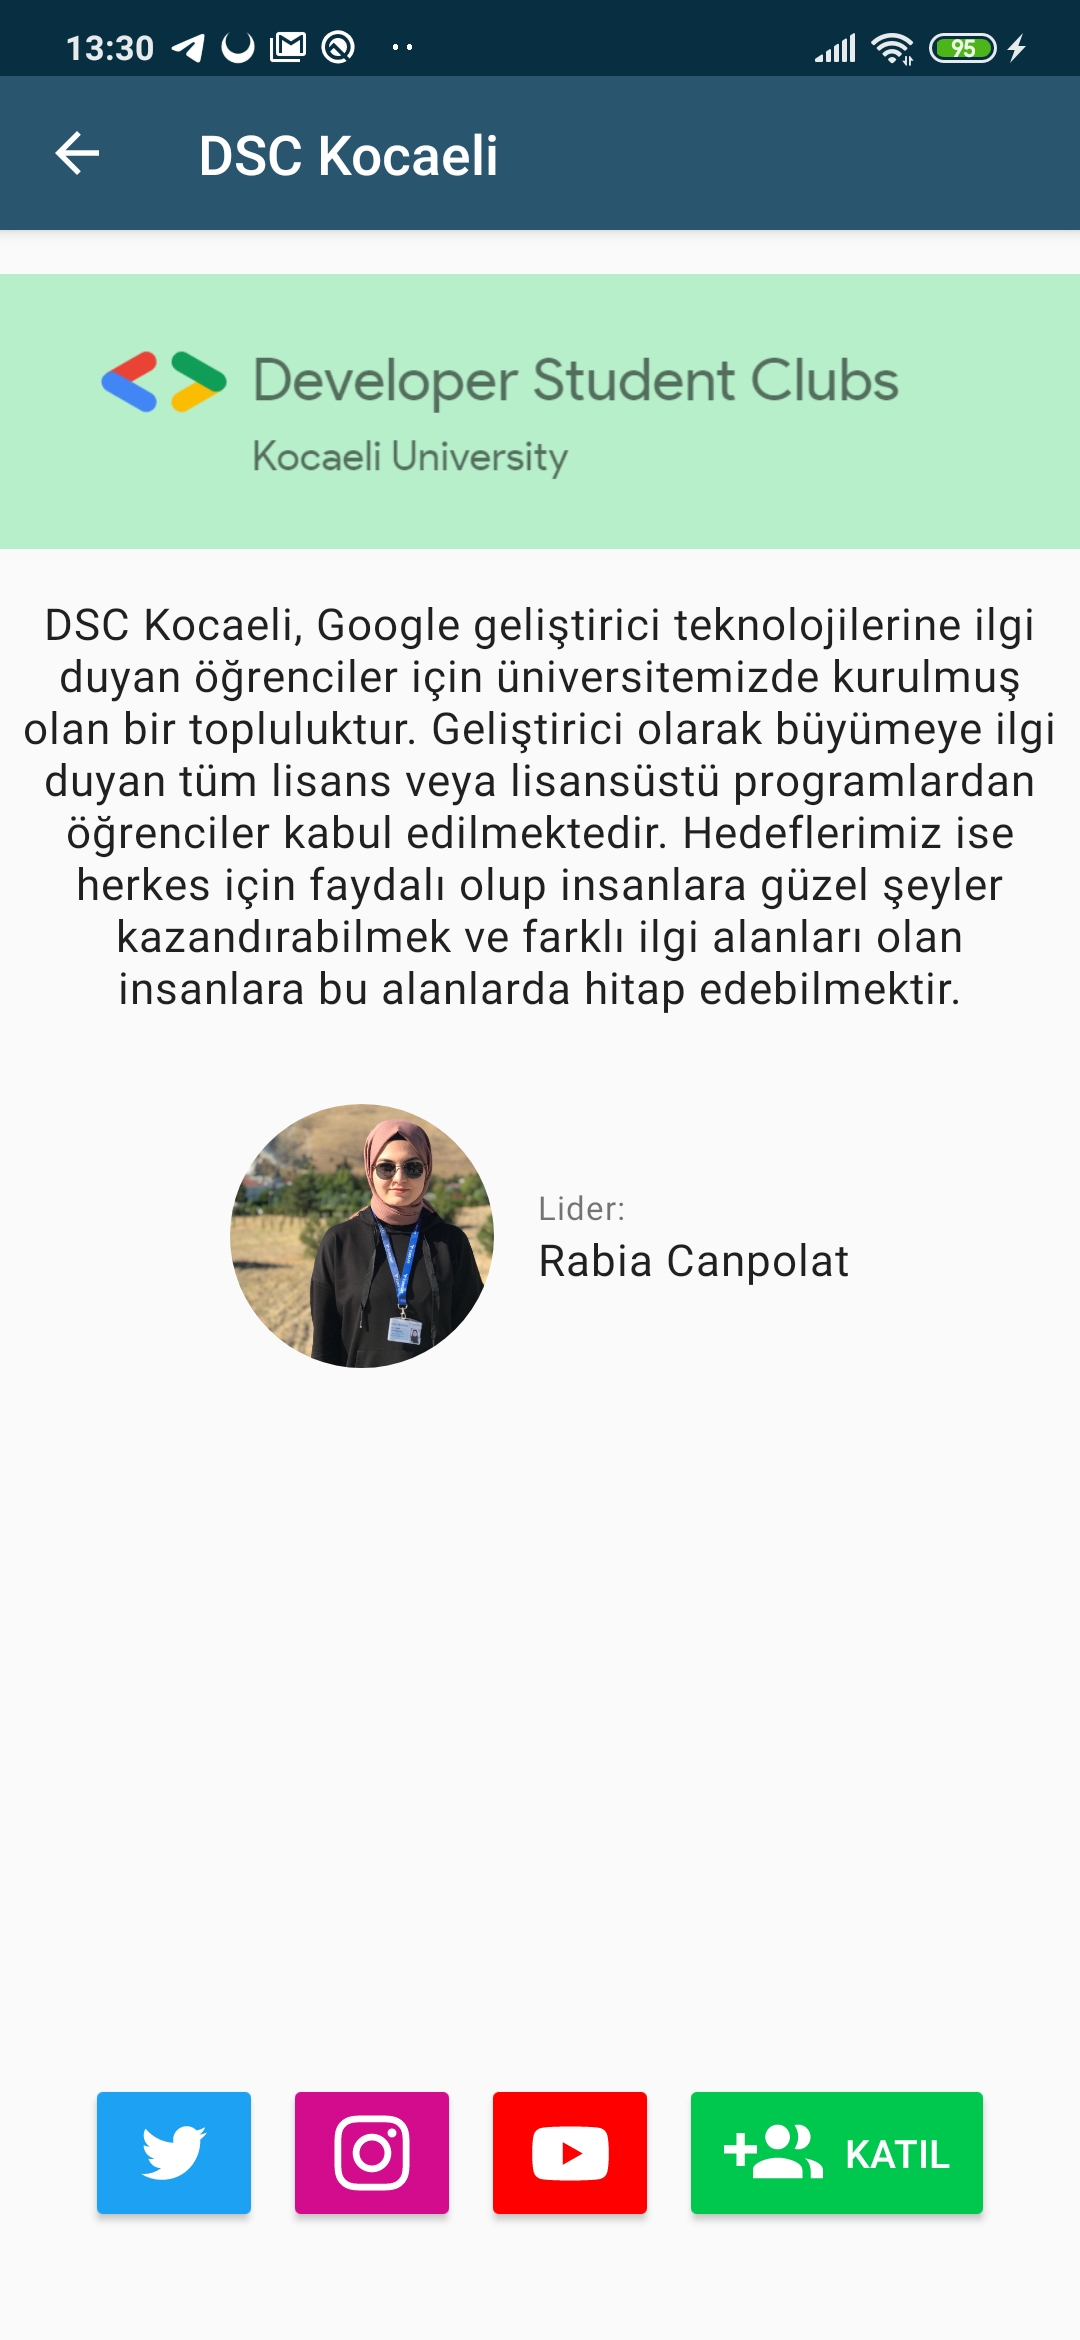 13:30
95
DSC Kocaeli
Developer Student Clubs
Kocaeli University
DSC Kocaeli, Google geliştirici teknolojilerine ilgi
duyan öğrenciler için üniversitemizde kurulmuş
olan bir topluluktur. Geliştirici olarak büyümeye ilgi
duyan tüm lisans veya lisansüstü programlardan
öğrenciler kabul edilmektedir. Hedeflerimiz ise
herkes için faydalı olup insanlara güzel şeyler
kazandırabilmek ve farklı ilgi alanları olan
insanlara bu alanlarda hitap edebilmektir.
Lider:
Rabia Canpolat
KATIL